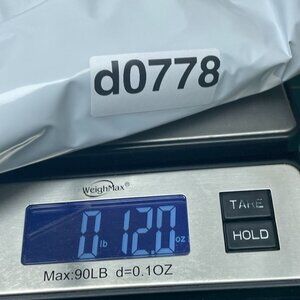 d0778
WeighMax
TARE
0 lb 12.0 oz
HOLD
Max:90LB d=0.1OZ